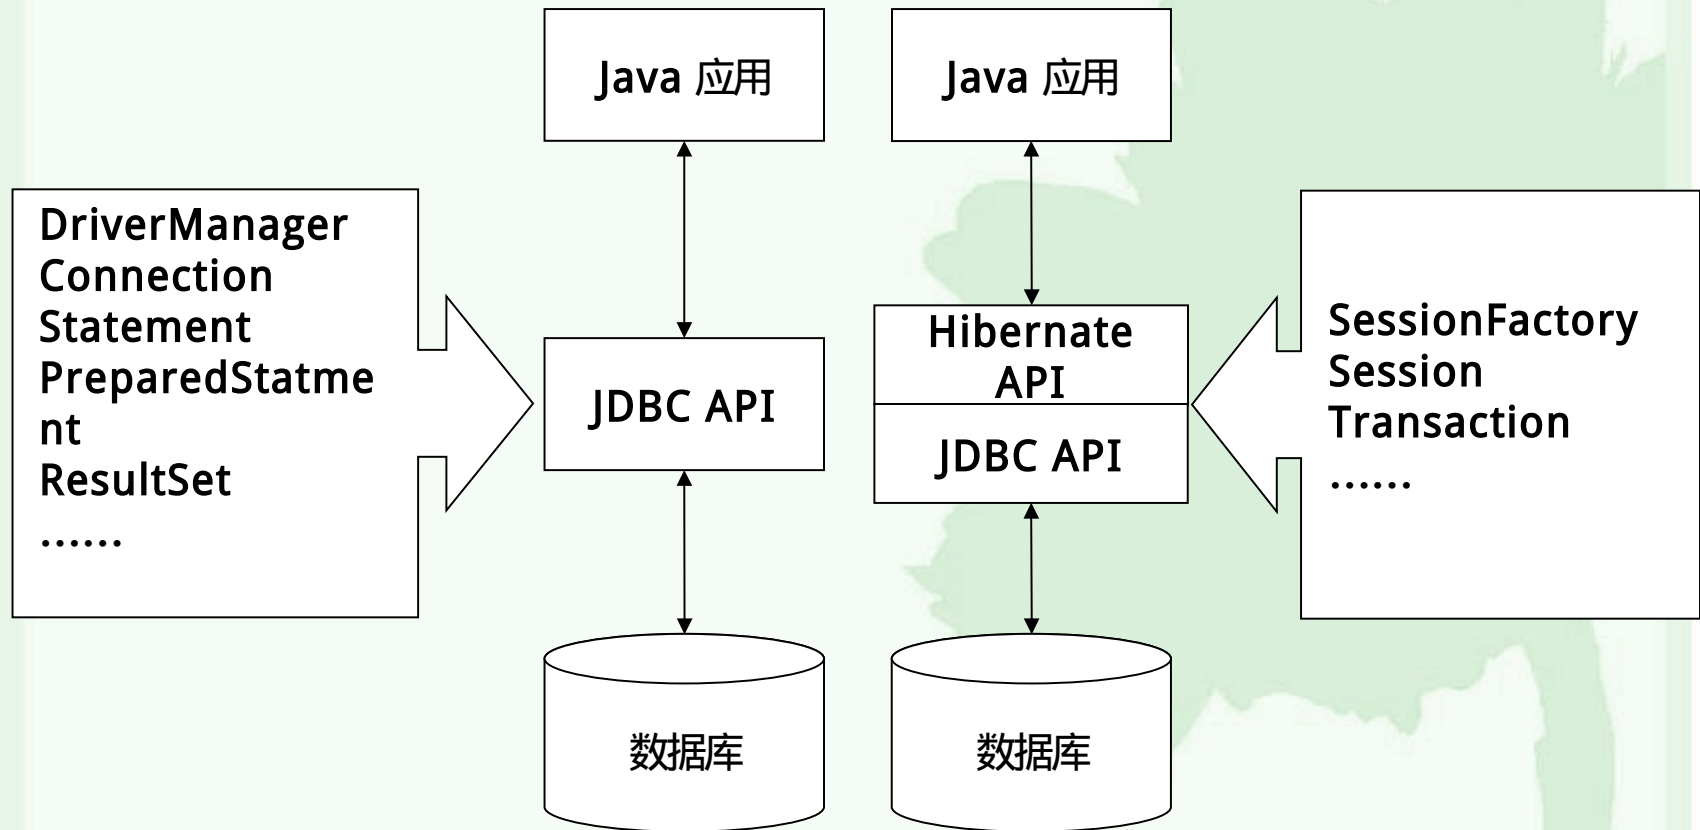 Java 应用
Java 应用
DriverManager
Connection
Statement
PreparedStatme
nt
ResultSet
……
JDBC API
Hibernate
API
JDBC API
SessionFactory
Session
Transaction
……
数据库
数据库